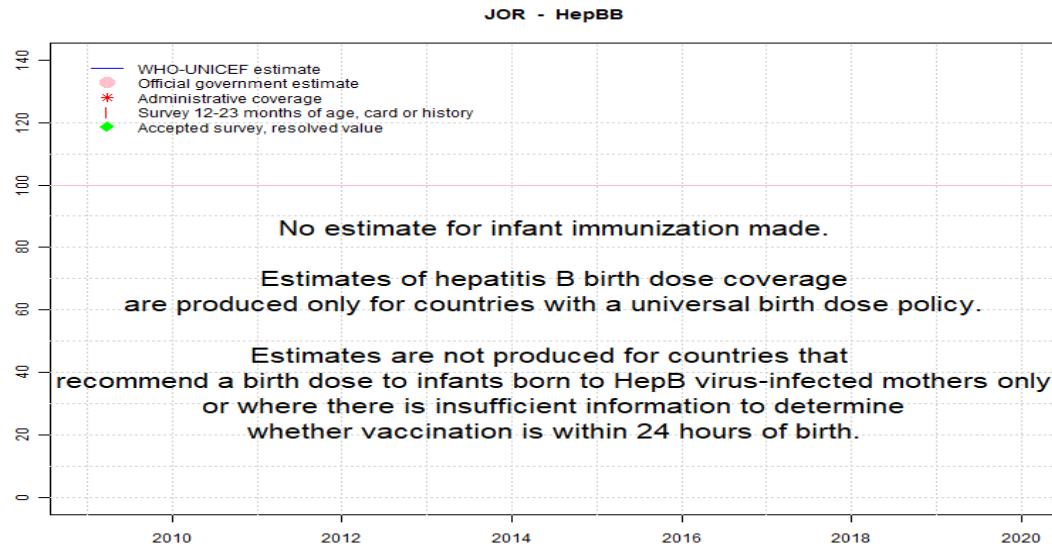 JOR - HepBB
WHO-UNICEF estimate
Official government estimate
Administrative coverage
Survey 12-23 months of age, card or history
Accepted survey, resolved value
No estimate for infant immunization made.
Estimates of hepatitis B birth dose coverage
are produced only for countries with a universal birth dose policy.
Estimates are not produced for countries that
recommend a birth dose to infants born to HepB virus-infected mothers only
or where there is insufficient information to determine
whether vaccination is within 24 hours of birth.
140
120
100
80
60
40
20
0
2010 2012 2014 2016 2018 2020